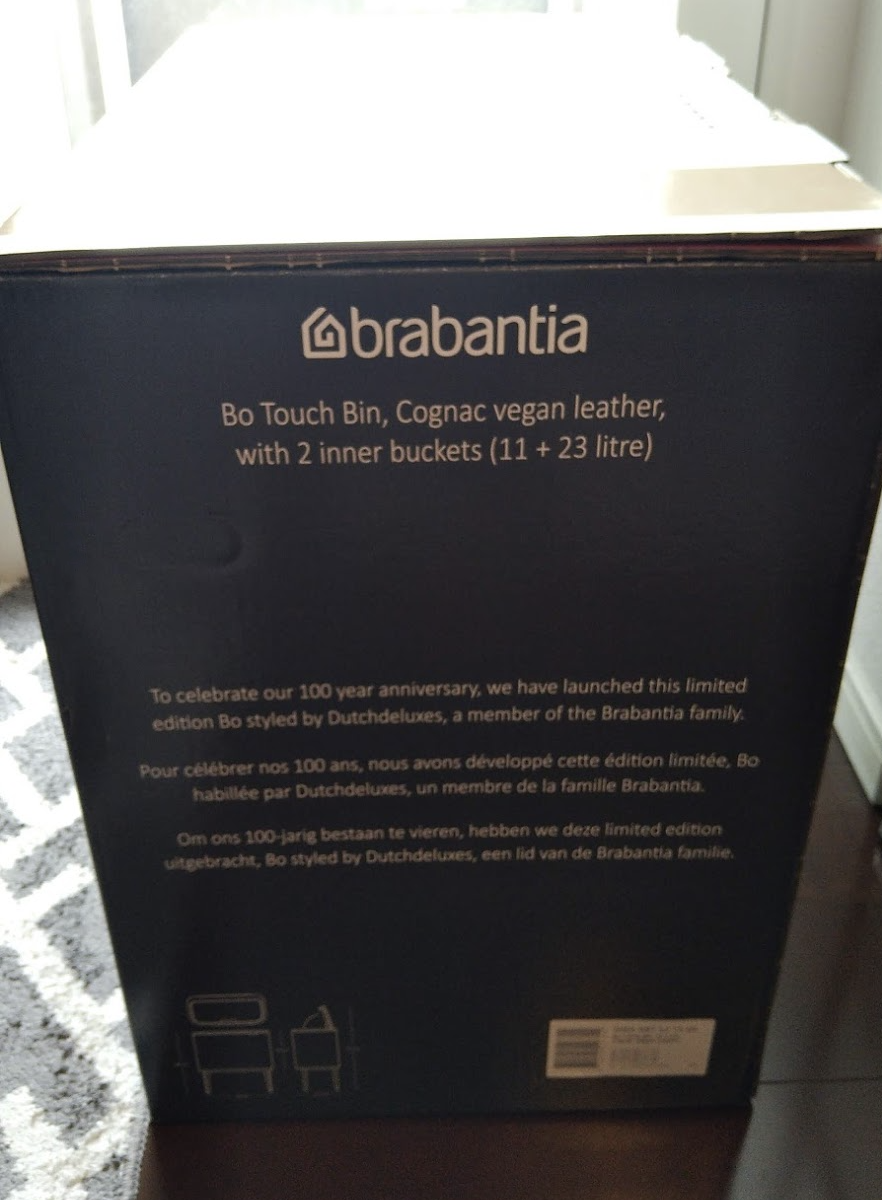 brabantia
Bo Touch Bin, Cognac vegan leather,
with 2 inner buckets (11 + 23 litre)
To celebrate our 100 year anniversary, we have launched this limited
edition Bo styled by Dutchdeluxes, a member of the Brabantia family.
Pour célébrer nos 100 ans, nous avons développé cette édition limitée, Bo
habillée par Dutchdeluxes, un membre de la famille Brabantia.
Om ons 100-jarig bestaan te vieren, hebben we deze limited edition
uitgebracht, Bo styled by Dutchdeluxes, een lid van de Brabantia familie.